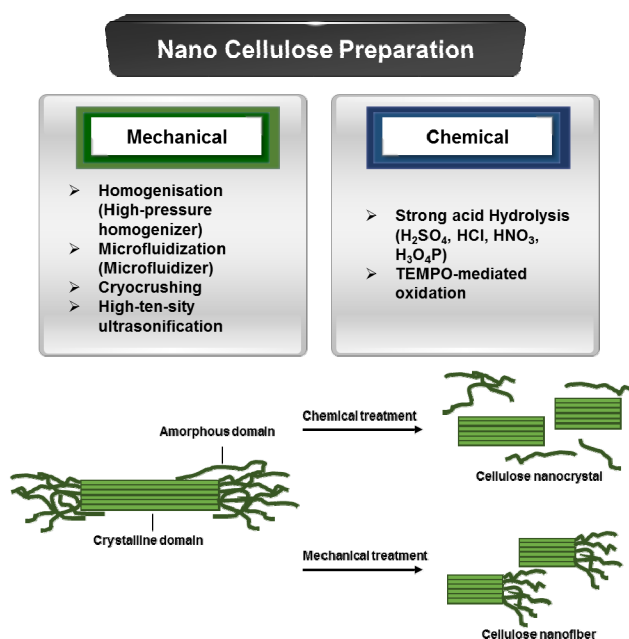 Nano Cellulose Preparation
Mechanical
➢ Homogenisation
(High-pressure
homogenizer)
➢ Microfluidization
(Microfluidizer)
➢ Cryocrushing
➢ High-ten-sity
ultrasonification
Chemical
➢ Strong acid Hydrolysis
(H₂SO₄, HCl, HNO₃,
H₃O₄P)
➢ TEMPO-mediated
oxidation
Amorphous domain
Crystalline domain
Chemical treatment
Cellulose nanocrystal
Mechanical treatment
Cellulose nanofiber